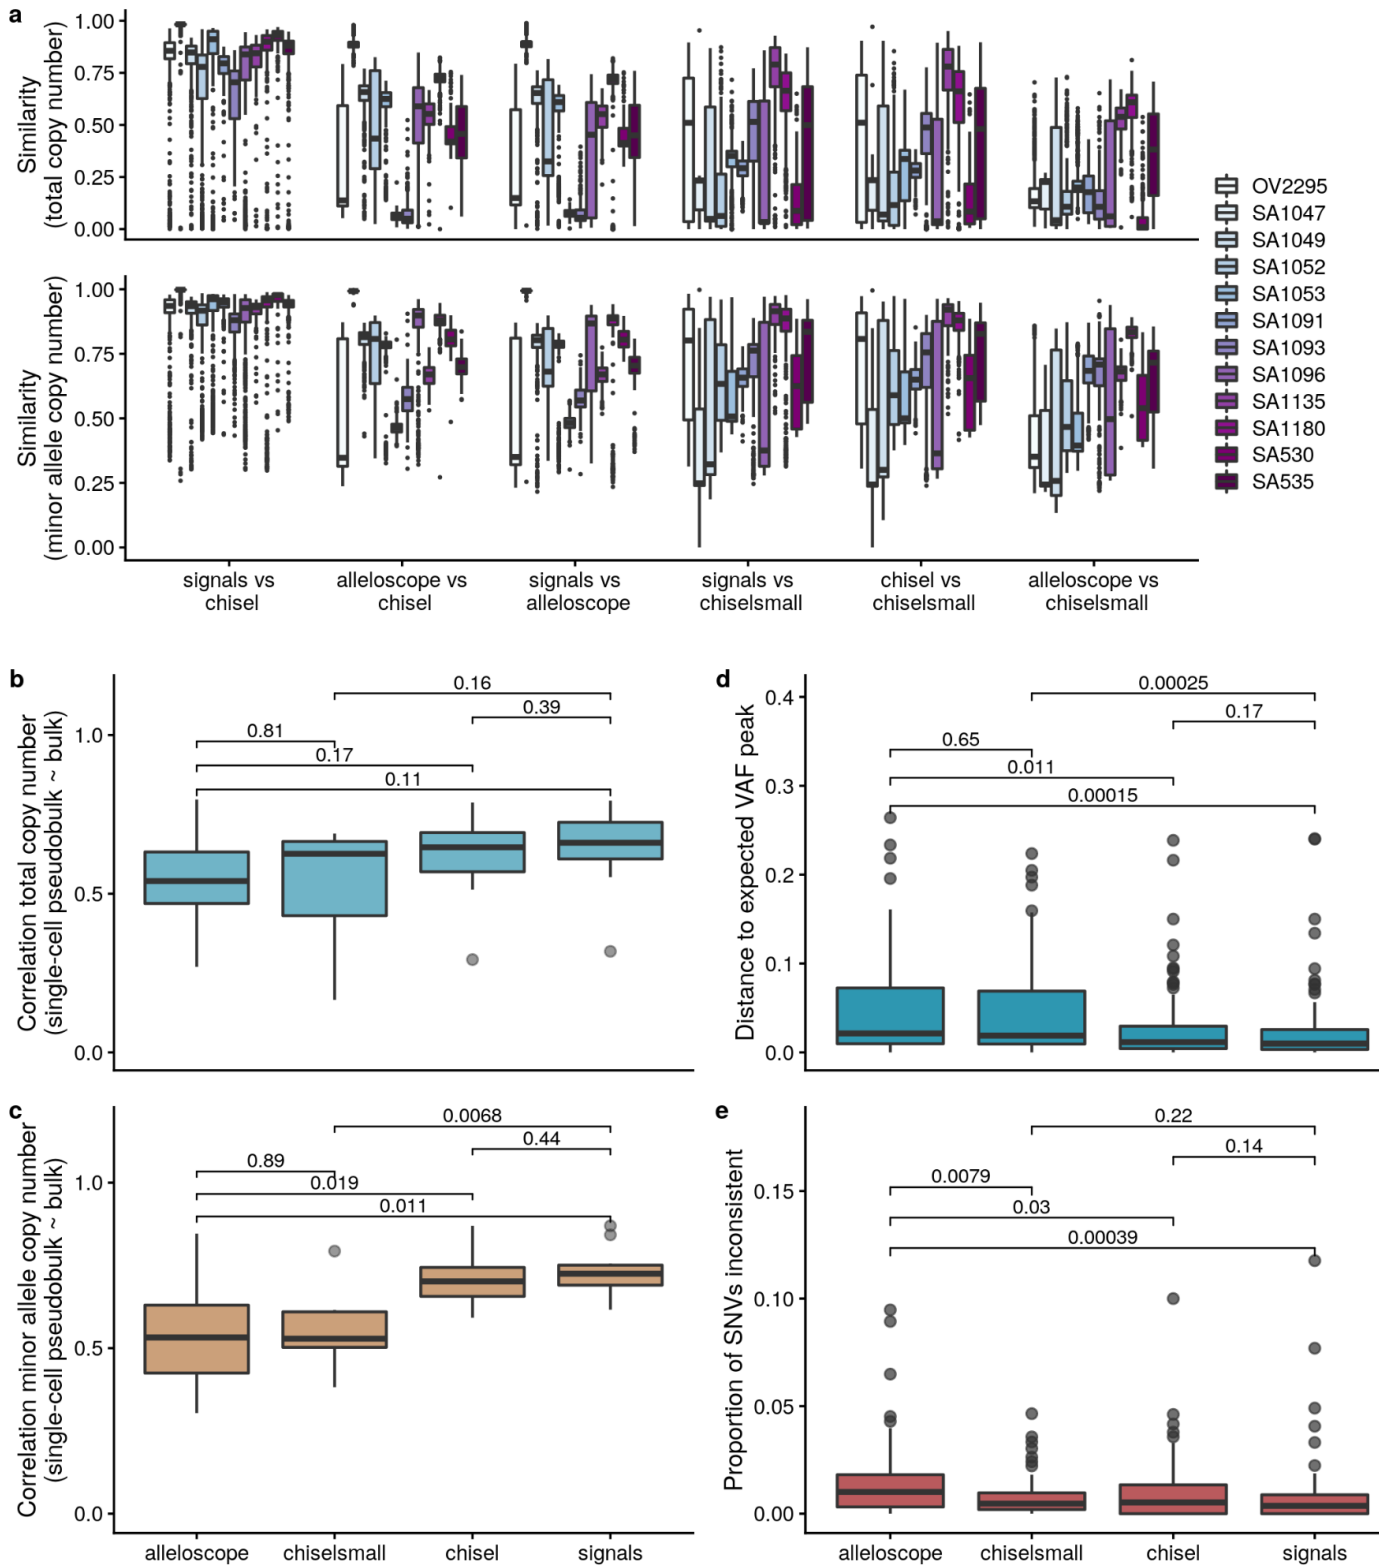 a
Similarity
(total copy number)
1.00
0.75
0.50
0.25
0.00
Similarity
(minor allele copy number)
1.00
0.75
0.50
0.25
0.00
signals vs
chisel
alleloscope vs
chisel
signals vs
alleloscope
signals vs
chiselsmall
chisel vs
chiselsmall
alleloscope vs
chiselsmall
OV2295
SA1047
SA1049
SA1052
SA1053
SA1091
SA1093
SA1096
SA1135
SA1180
SA530
SA535
b
Correlation total copy number
(single-cell pseudobulk ~ bulk)
1.0
0.5
0.0
0.16
0.39
0.81
0.17
0.11
c
Correlation minor allele copy number
(single-cell pseudobulk ~ bulk)
1.0
0.5
0.0
0.0068
0.44
0.89
0.019
0.011
alleloscope
chiselsmall
chisel
signals
d
Distance to expected VAF peak
0.4
0.3
0.2
0.1
0.0
0.00025
0.17
0.65
0.011
0.00015
e
Proportion of SNVs inconsistent
0.15
0.10
0.05
0.00
0.22
0.14
0.0079
0.03
0.00039
alleloscope
chiselsmall
chisel
signals